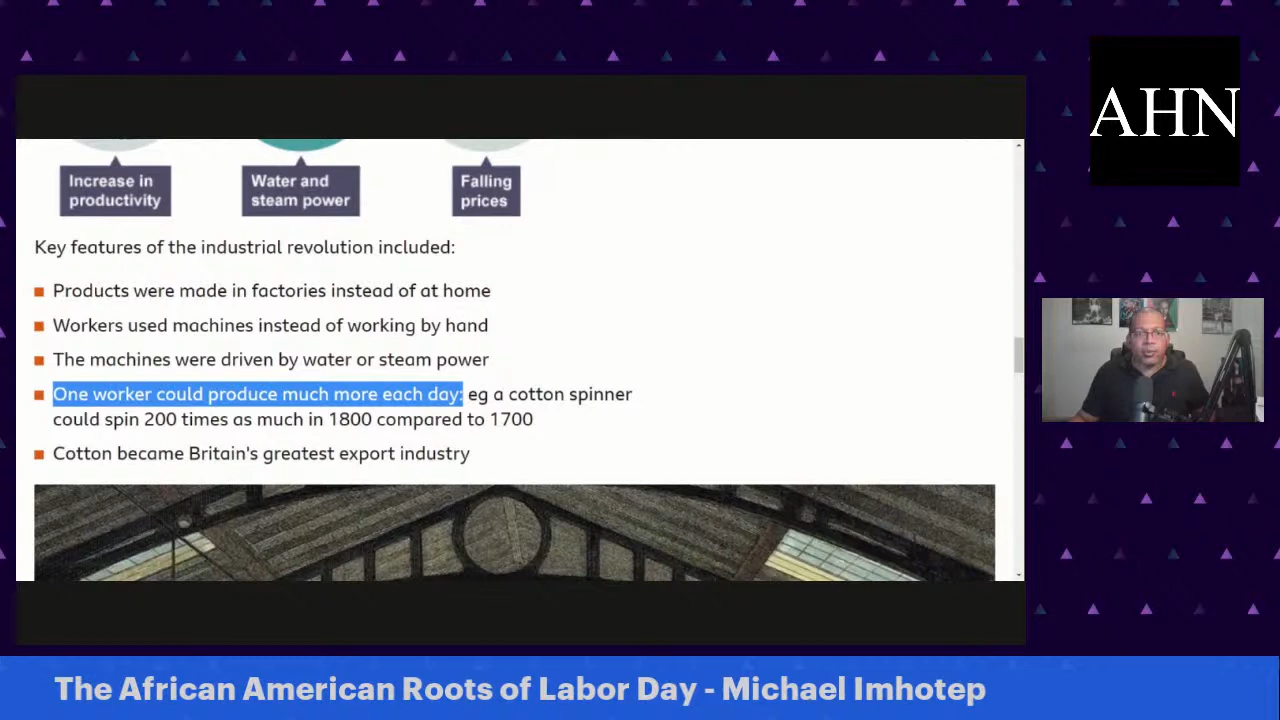 AHN
Increase in
productivity
Water and
steam power
Falling
prices
Key features of the industrial revolution included:
Products were made in factories instead of at home
Workers used machines instead of working by hand
The machines were driven by water or steam power
One worker could produce much more each day: eg a cotton spinner
could spin 200 times as much in 1800 compared to 1700
Cotton became Britain's greatest export industry
The African American Roots of Labor Day - Michael Imhotep